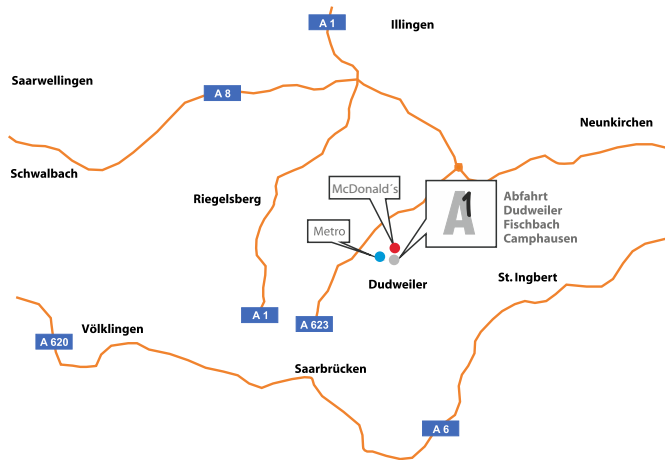 A 1
Illingen
Saarwellingen
A 8
Neunkirchen
Schwalbach
McDonald´s
Riegelsberg
A1
Abfahrt
Dudweiler
Fischbach
Camphausen
Metro
St. Ingbert
Dudweiler
A 1
A 623
Völklingen
A 620
Saarbrücken
A 6